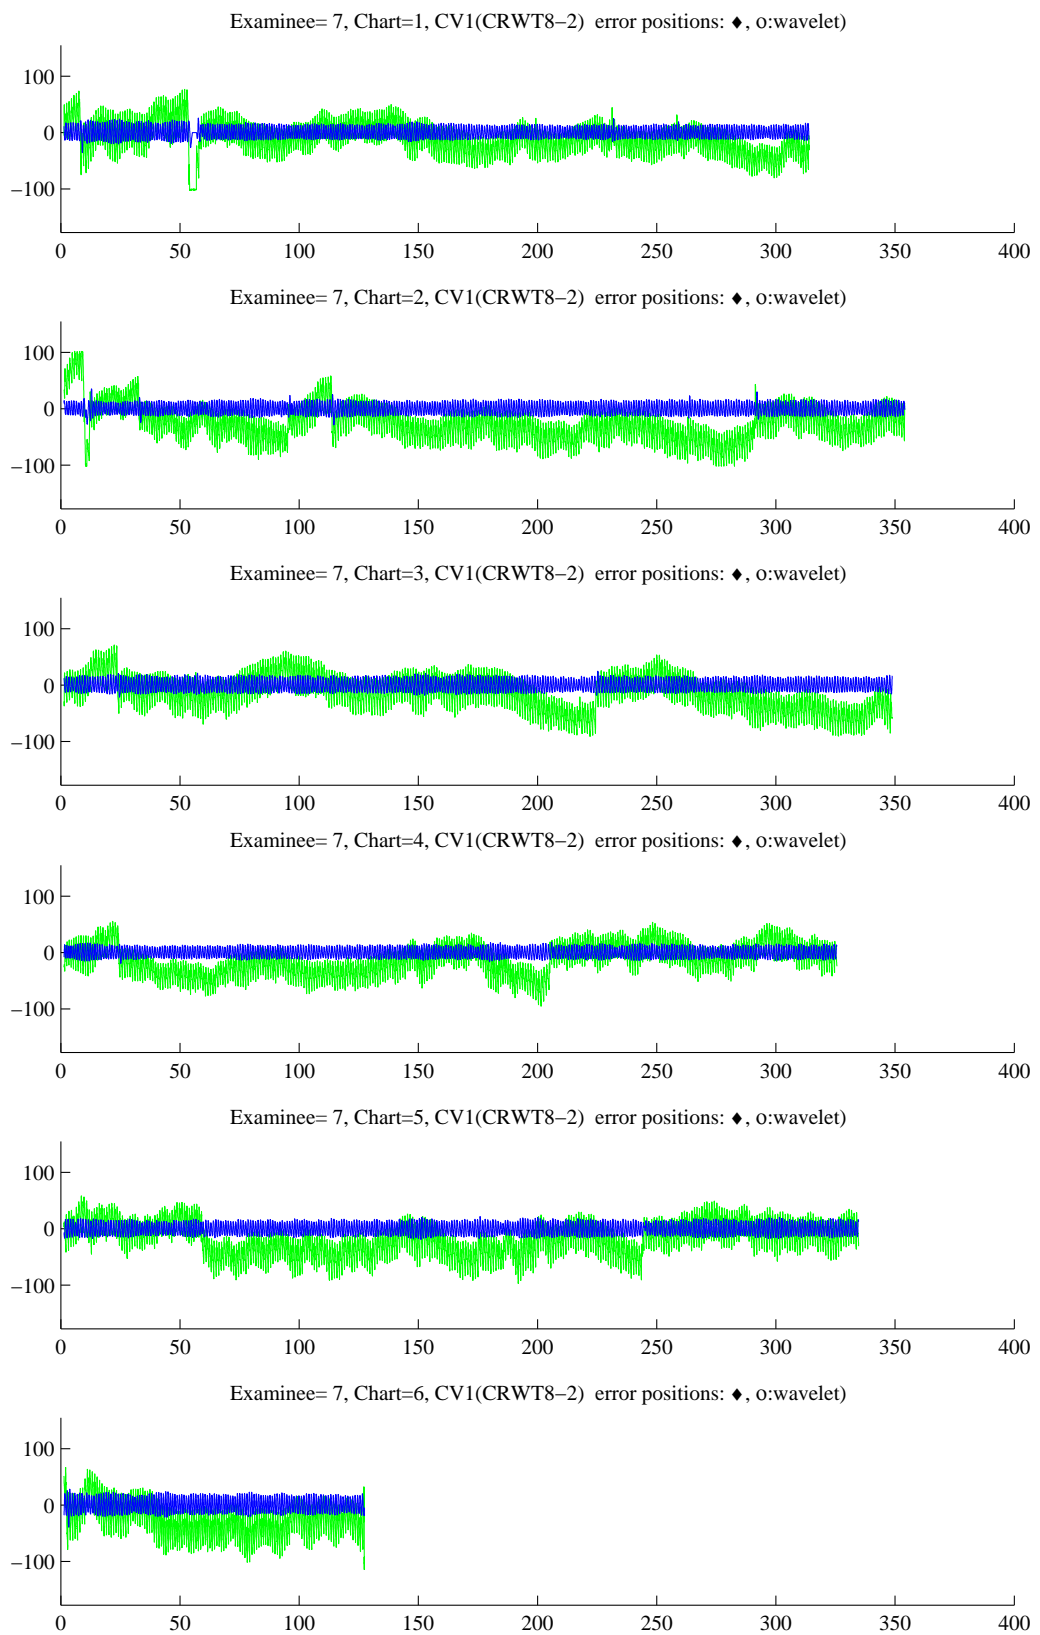 Examinee= 7, Chart=1, CV1(CRWT8−2) error positions: ♦, o:wavelet)
100
0
−100
0 50 100 150 200 250 300 350 400
Examinee= 7, Chart=2, CV1(CRWT8−2) error positions: ♦, o:wavelet)
100
0
−100
0 50 100 150 200 250 300 350 400
Examinee= 7, Chart=3, CV1(CRWT8−2) error positions: ♦, o:wavelet)
100
0
−100
0 50 100 150 200 250 300 350 400
Examinee= 7, Chart=4, CV1(CRWT8−2) error positions: ♦, o:wavelet)
100
0
−100
0 50 100 150 200 250 300 350 400
Examinee= 7, Chart=5, CV1(CRWT8−2) error positions: ♦, o:wavelet)
100
0
−100
0 50 100 150 200 250 300 350 400
Examinee= 7, Chart=6, CV1(CRWT8−2) error positions: ♦, o:wavelet)
100
0
−100
0 50 100 150 200 250 300 350 400